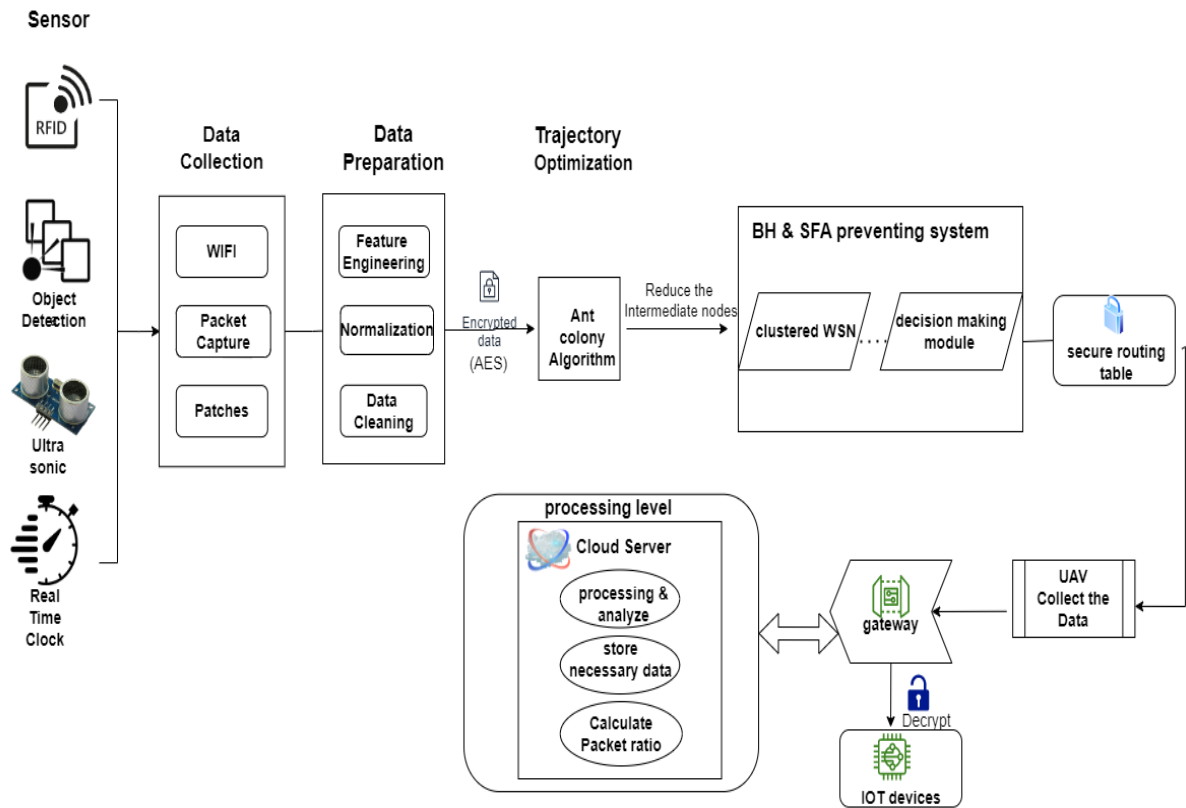 Sensor
RFID
Object
Detection
Ultra
sonic
Real
Time
Clock
Data
Collection
WIFI
Packet
Capture
Patches
Data
Preparation
Feature
Engineering
Normalization
Data
Cleaning
Encrypted
data
(AES)
Trajectory
Optimization
Ant
colony
Algorithm
Reduce the
Intermediate nodes
BH & SFA preventing system
clustered WSN
decision making
module
secure routing
table
UAV
Collect the
Data
gateway
Decrypt
IOT devices
processing level
Cloud Server
processing &
analyze
store
necessary data
Calculate
Packet ratio